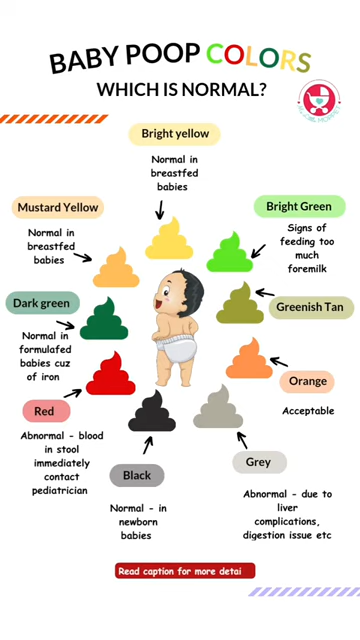 BABY POOP COLORS
WHICH IS NORMAL?
Bright yellow
Normal in
breastfed
babies
Mustard Yellow
Normal in
breastfed
babies
Bright Green
Signs of
feeding too
much
foremilk
Dark green
Normal in
formulafed
babies cuz
of iron
Greenish Tan
Orange
Acceptable
Red
Abnormal - blood
in stool
immediately
contact
pediatrician
Black
Normal - in
newborn
babies
Grey
Abnormal - due to
liver
complications,
digestion issue etc
Read caption for more detai